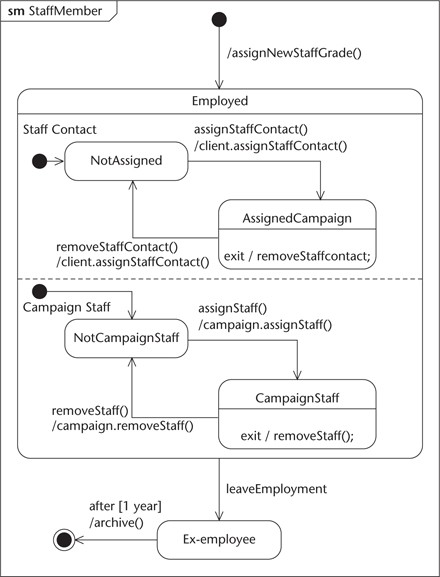 sm StaffMember
/assignNewStaffGrade()
Employed
Staff Contact
NotAssigned
assignStaffContact()
/client.assignStaffContact()
AssignedCampaign
exit / removeStaffcontact;
removeStaffContact()
/client.assignStaffContact()
Campaign Staff
NotCampaignStaff
assignStaff()
/campaign.assignStaff()
CampaignStaff
exit / removeStaff();
removeStaff()
/campaign.removeStaff()
leaveEmployment
after [1 year]
/archive()
Ex-employee